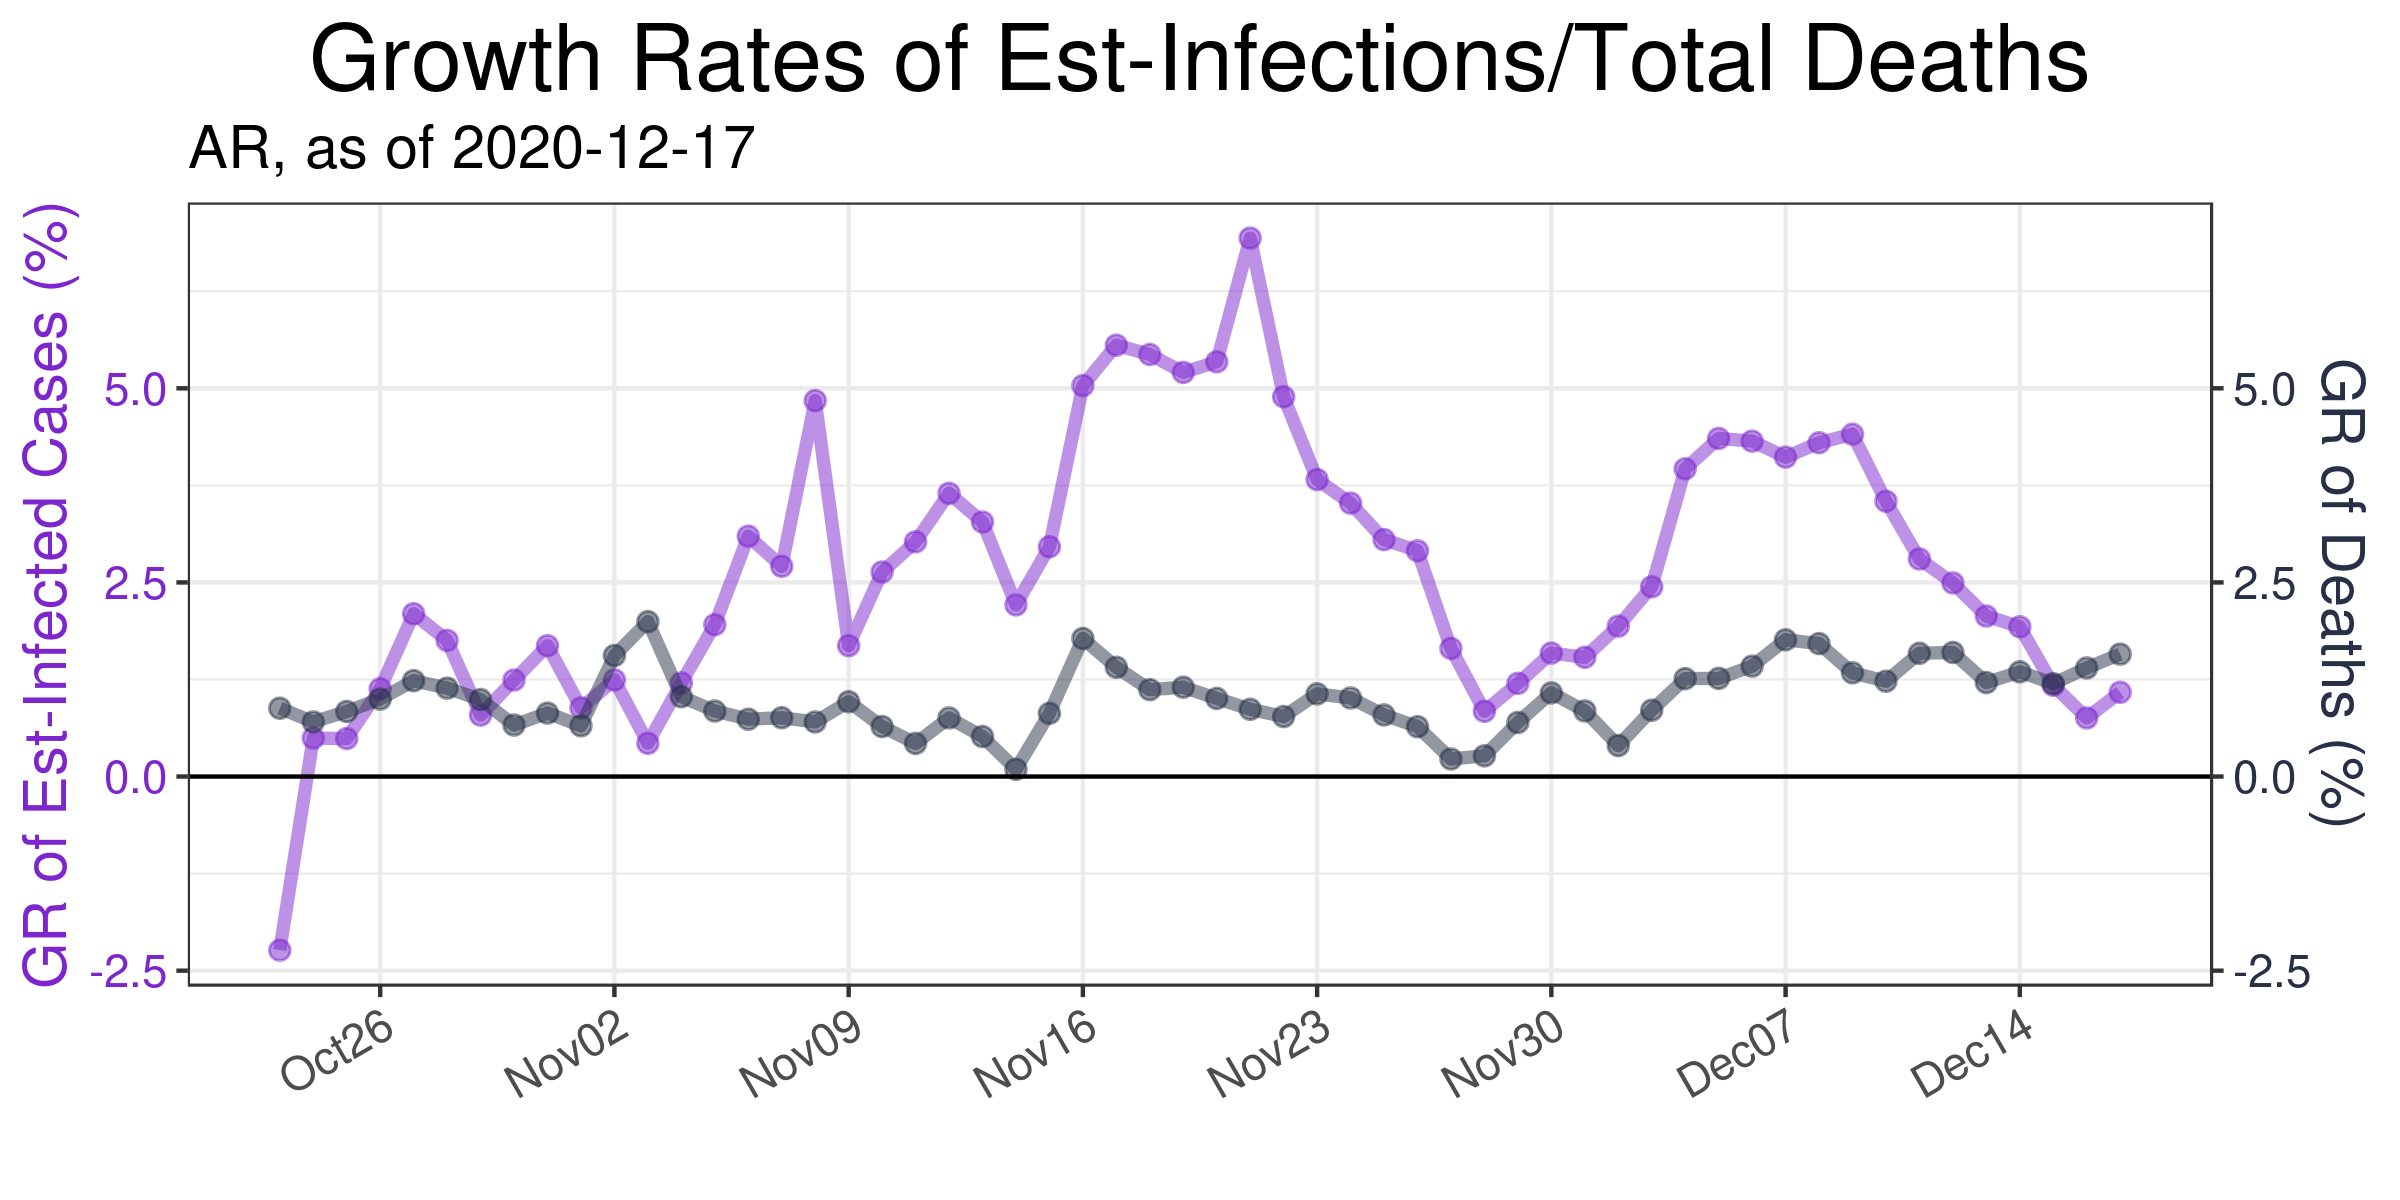 Growth Rates of Est-Infections/Total Deaths
AR, as of 2020-12-17
GR of Est-Infected Cases (%)
5.0
2.5
0.0
-2.5
5.0
2.5
0.0
-2.5
GR of Deaths (%)
Oct26
Nov02
Nov09
Nov16
Nov23
Nov30
Dec07
Dec14